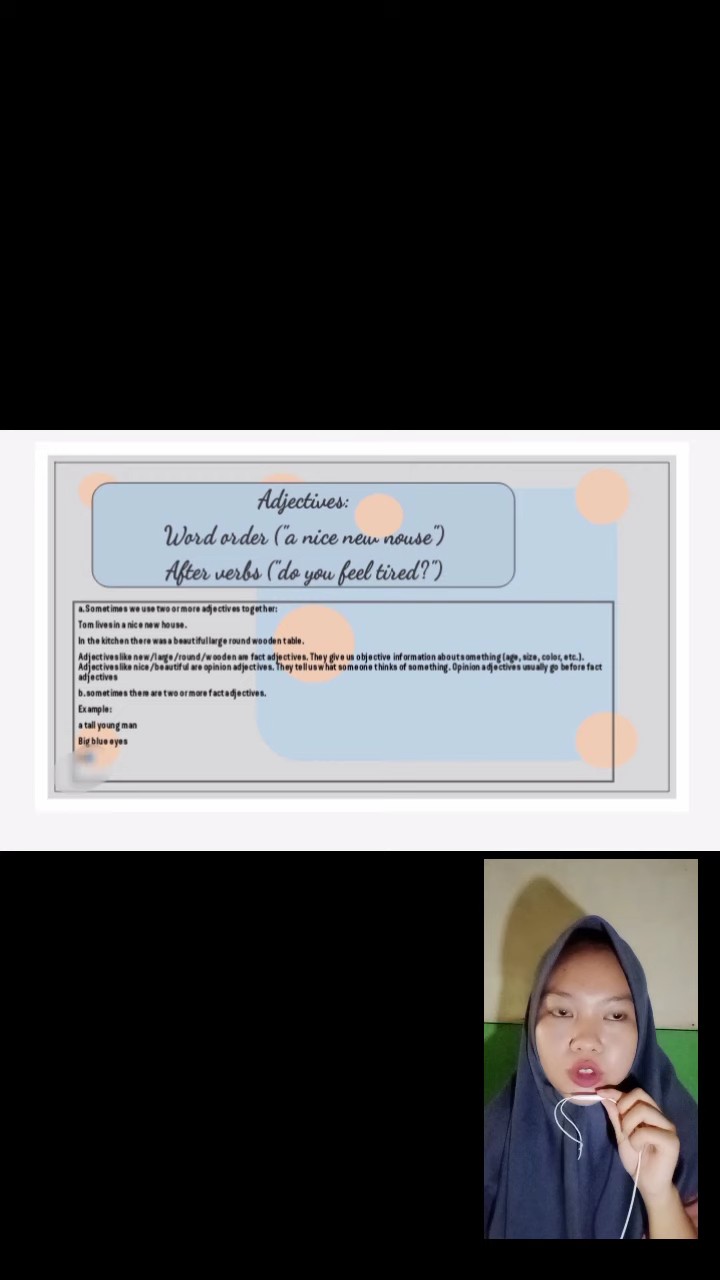 Adjectives:
Word order ("a nice new house")
After verbs ("do you feel tired?")
a.Sometimes we use two or more adjectives together:
Tom lives in a nice new house.
In the kitchen there was a beautiful large round wooden table.
Adjectives like new/large/round/wooden are fact adjectives. They give us objective information about something (age, size, color, etc.).
Adjectives like nice/beautiful are opinion adjectives. They tell us what someone thinks of something. Opinion adjectives usually go before fact
adjectives
b.sometimes there are two or more fact adjectives.
Example:
a tall young man
Big blue eyes